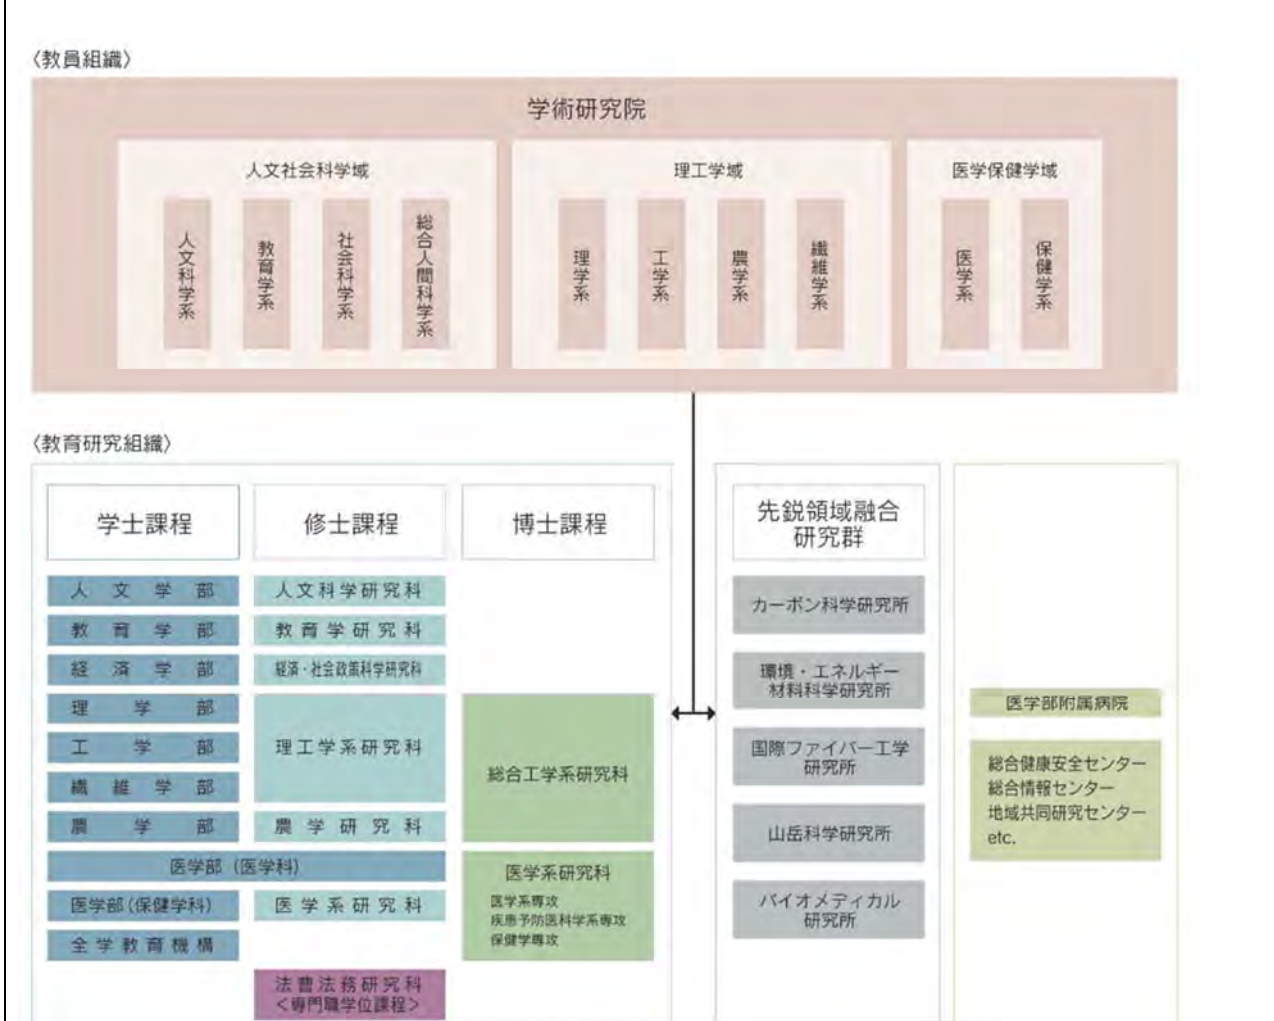 〈教員組織〉
学術研究院
人文社会科学域
人文科学系
教育学系
社会科学系
総合人間科学系
理工学域
理学系
工学系
農学系
繊維学系
医学保健学域
医学系
保健学系
〈教育研究組織〉
学士課程
人文学部
教育学部
経済学部
理学部
工学部
繊維学部
農学部
医学部（医学科）
医学部（保健学科）
全学教育機構
修士課程
人文科学研究科
教育学研究科
経済・社会政策科学研究科
理工学系研究科
農学研究科
医学系研究科
法曹法務研究科
＜専門職学位課程＞
博士課程
総合工学系研究科
医学系研究科
医学系専攻
疾患予防医科学系専攻
保健学専攻
先鋭領域融合
研究群
カーボン科学研究所
環境・エネルギー
材料科学研究所
国際ファイバー工学
研究所
山岳科学研究所
バイオメディカル
研究所
医学部附属病院
総合健康安全センター
総合情報センター
地域共同研究センター
etc.